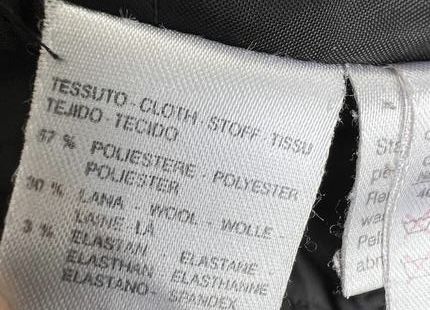 TESSUTO - CLOTH - STOFF - TISSU
TEJIDO - TECIDO
67 % POLIESTERE - POLYESTER
POLIESTER
30 % LANA - WOOL - WOLLE
LAINE LÃ
3 % ELASTAN - ELASTANE -
ELASTHAN ELASTHANNE
ELASTANO - SPANDEX